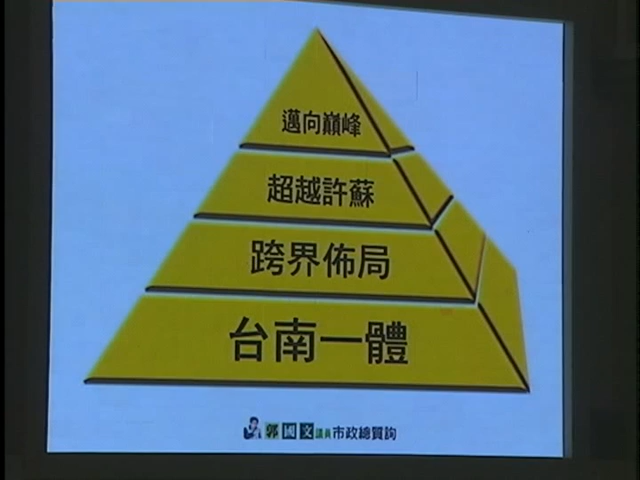 邁向巔峰
超越許蘇
跨界佈局
台南一體
郭國文議員市政總質詢